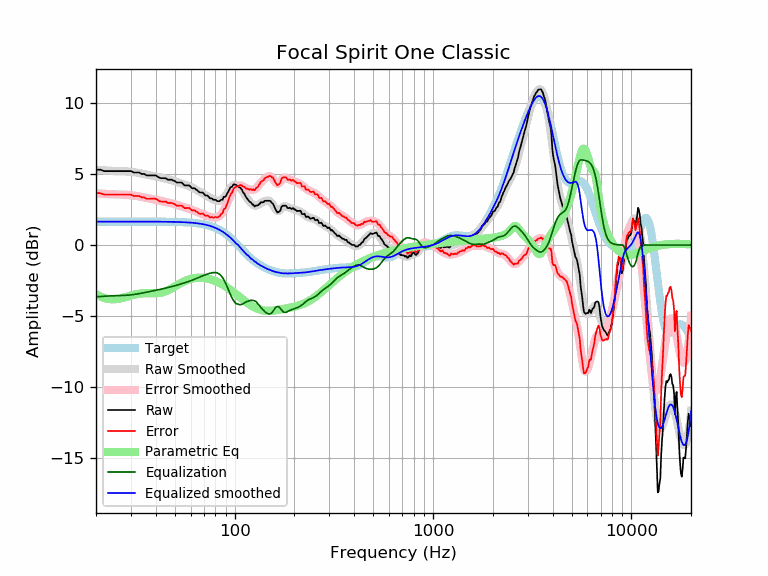 Focal Spirit One Classic
10
5
0
−5
−10
−15
Amplitude (dBr)
Target
Raw Smoothed
Error Smoothed
Raw
Error
Parametric Eq
Equalization
Equalized smoothed
100
1000
10000
Frequency (Hz)